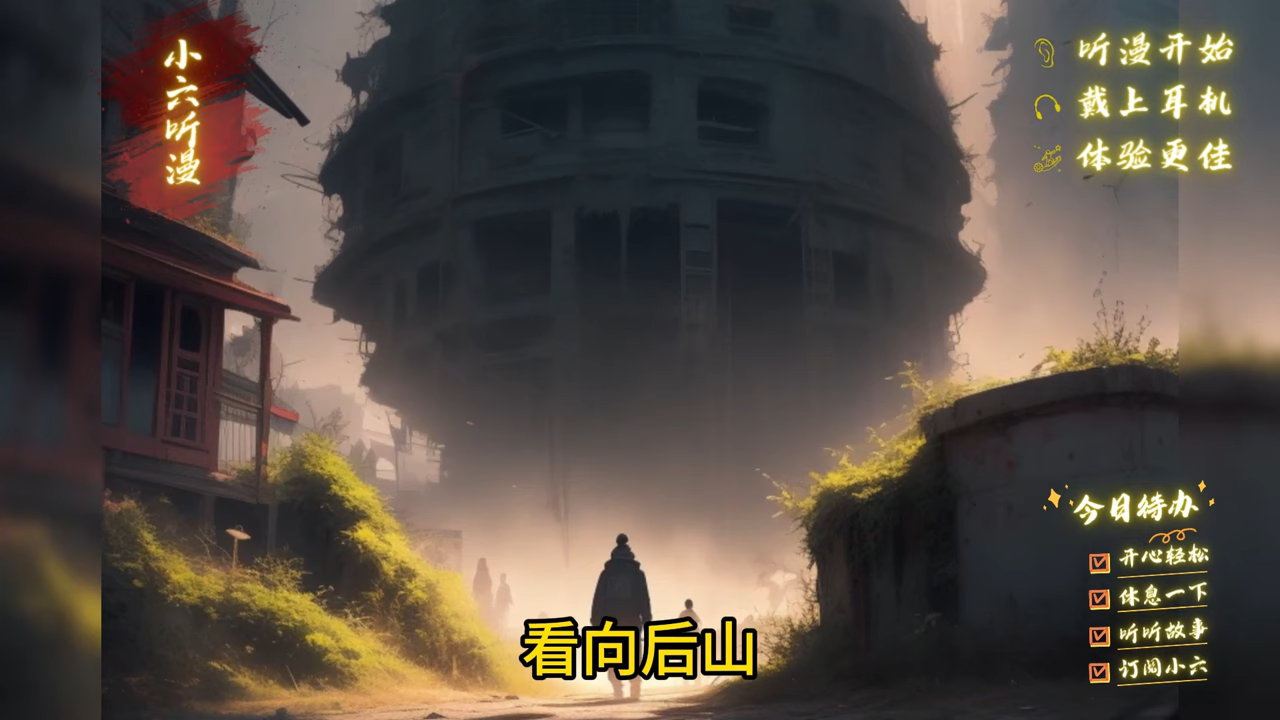 小六听漫
听漫开始
戴上耳机
体验更佳
今日待办
开心轻松
休息一下
听听故事
订阅小六
看向后山